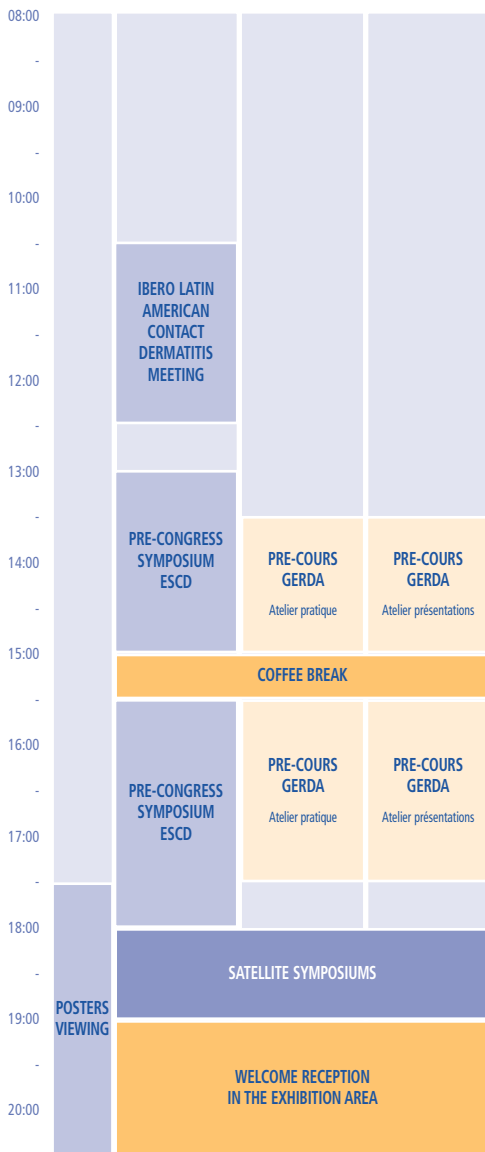 08:00
-
09:00
-
10:00
-
11:00
-
12:00
-
13:00
-
14:00
-
15:00
-
16:00
-
17:00
-
18:00
-
19:00
-
20:00
POSTERS
VIEWING
IBERO LATIN
AMERICAN
CONTACT
DERMATITIS
MEETING
PRE-CONGRESS
SYMPOSIUM
ESCD
PRE-COURS
GERDA
Atelier pratique
PRE-COURS
GERDA
Atelier présentations
COFFEE BREAK
PRE-CONGRESS
SYMPOSIUM
ESCD
PRE-COURS
GERDA
Atelier pratique
PRE-COURS
GERDA
Atelier présentations
SATELLITE SYMPOSIUMS
WELCOME RECEPTION
IN THE EXHIBITION AREA